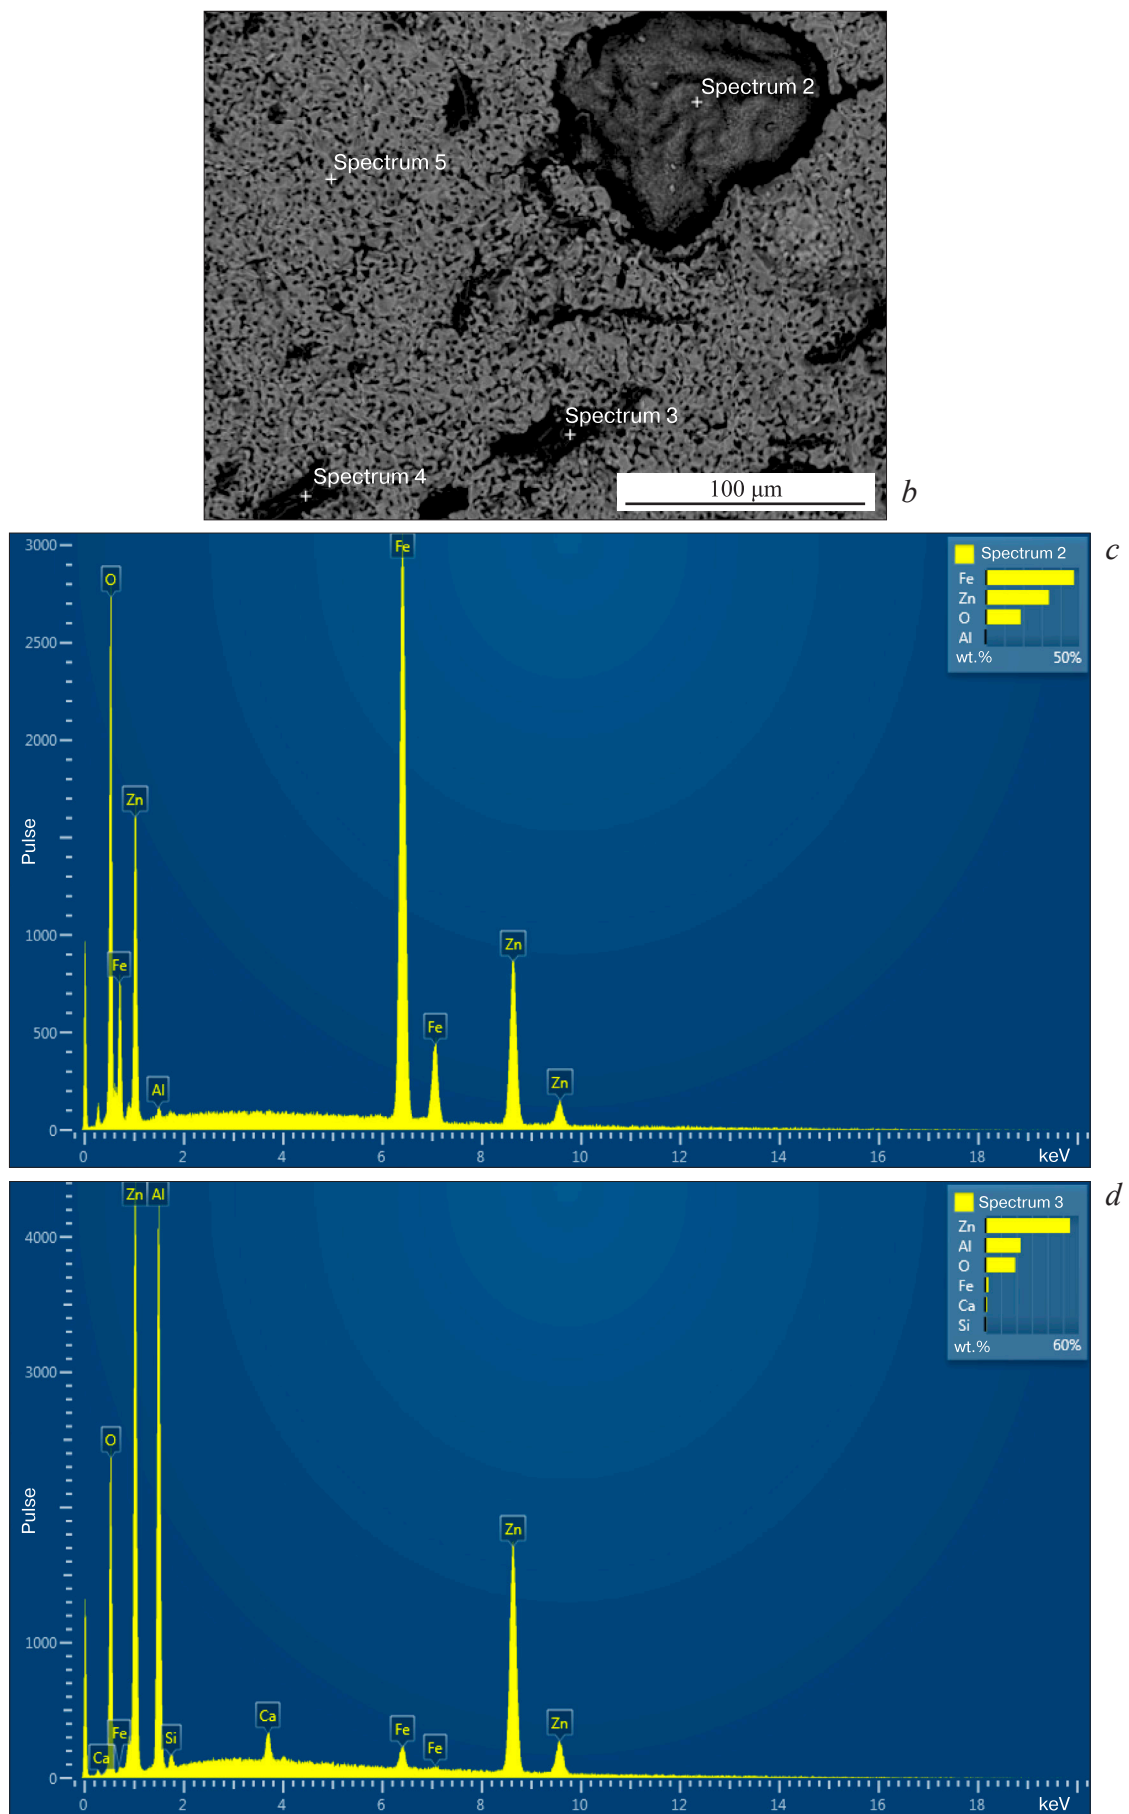 Spectrum 2
Spectrum 5
Spectrum 3
Spectrum 4
100 μm
b
c
3000
2500
2000
1000
500
0
Pulse
O
Fe
Zn
Al
Fe
Fe
Zn
Zn
0 2 4 6 8 10 12 14 16 18 keV
Spectrum 2
Fe
Zn
O
Al
wt.% 50%
d
4000
3000
1000
0
Pulse
Ca
O
Fe
Zn
Al
Si
Ca
Fe
Fe
Zn
Zn
0 2 4 6 8 10 12 14 16 18 keV
Spectrum 3
Zn
Al
O
Fe
Ca
Si
wt.% 60%